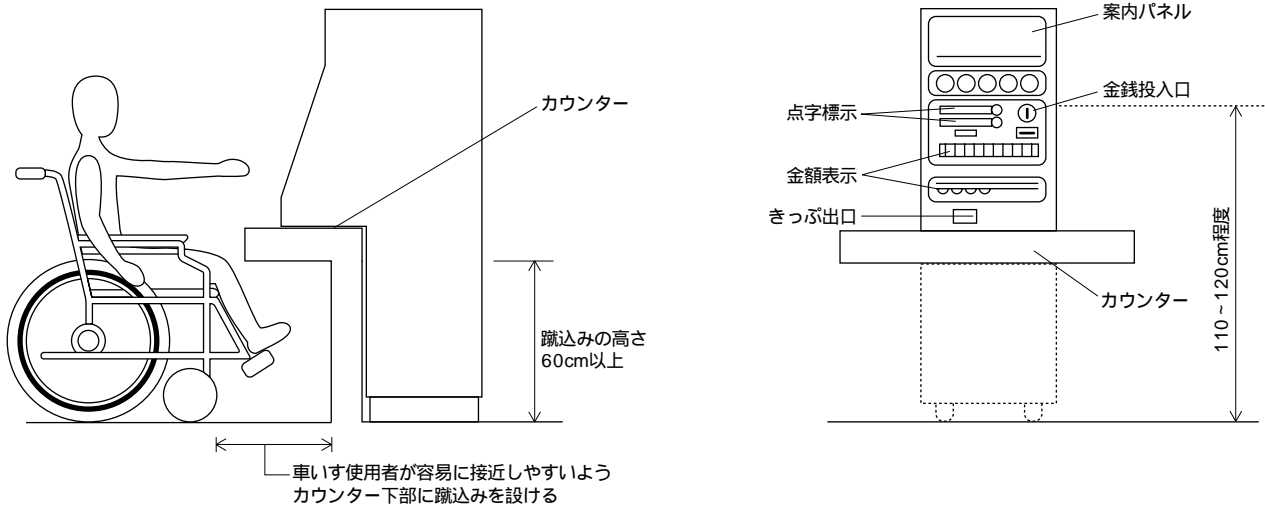 カウンター
蹴込みの高さ
60cm以上
車いす使用者が容易に接近しやすいよう
カウンター下部に蹴込みを設ける
案内パネル
金銭投入口
点字標示
金額表示
きっぷ出口
カウンター
110~120cm程度